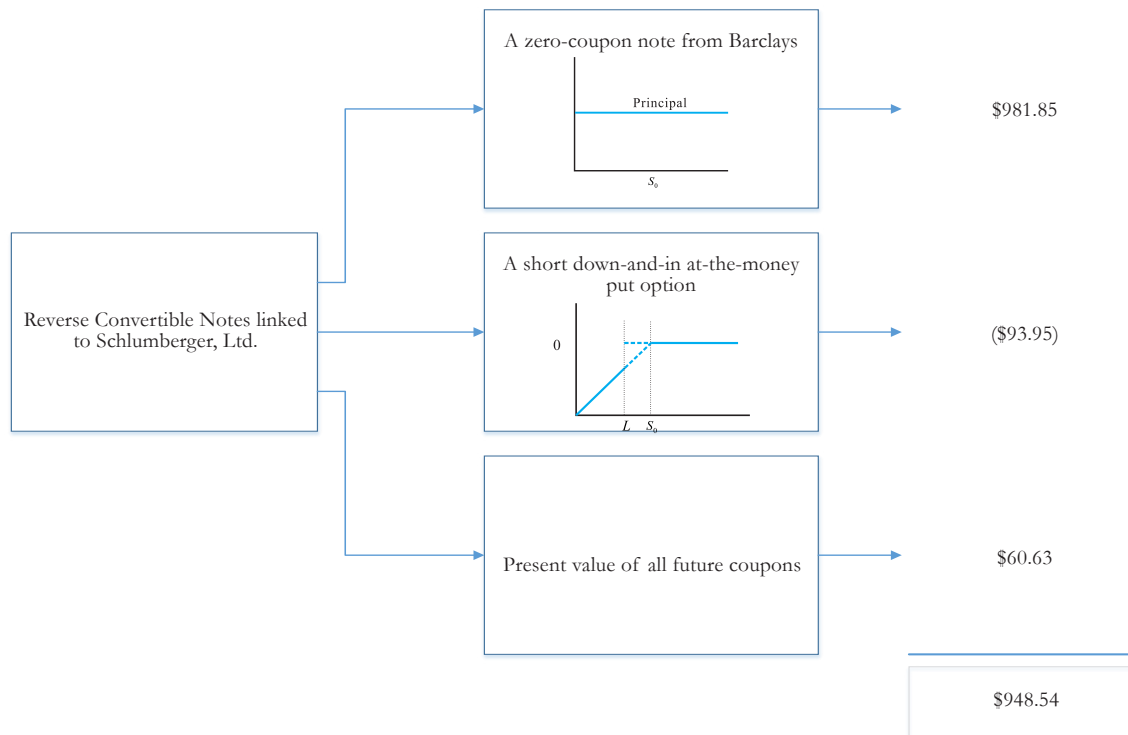 A zero-coupon note from Barclays
Principal
S₀
$981.85
Reverse Convertible Notes linked
to Schlumberger, Ltd.
A short down-and-in at-the-money
put option
0
L S₀
($93.95)
Present value of all future coupons
$60.63
$948.54